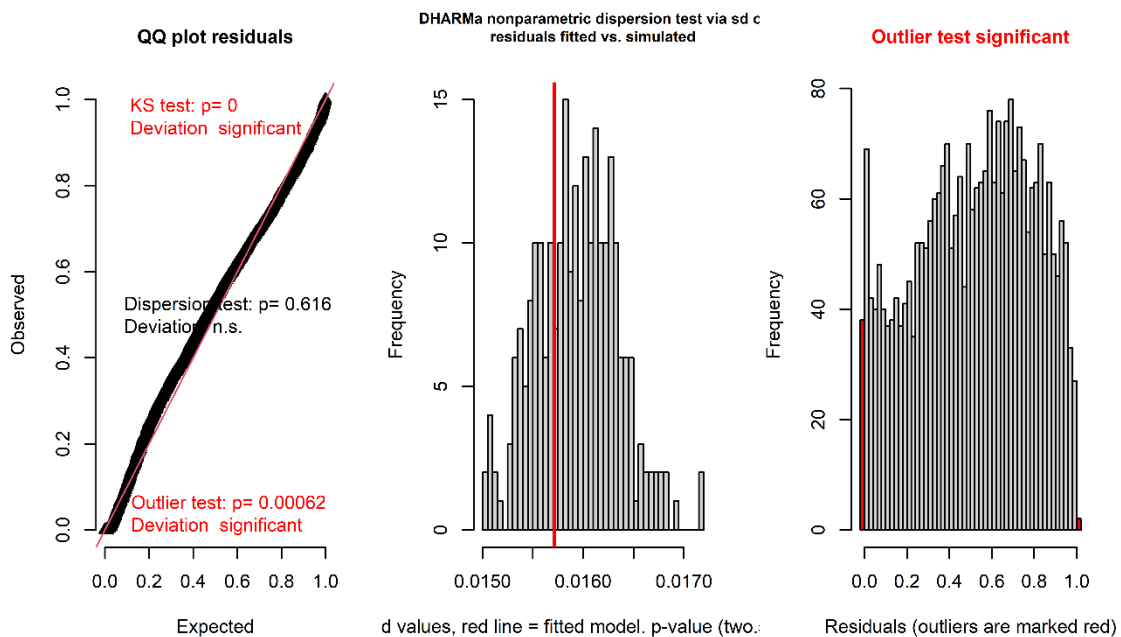 QQ plot residuals
KS test: p= 0
Deviation significant
Dispersion test: p= 0.616
Deviation n.s.
Outlier test: p= 0.00062
Deviation significant
Observed
0.0
0.2
0.4
0.6
0.8
1.0
0.0 0.2 0.4 0.6 0.8 1.0
Expected
DHARMa nonparametric dispersion test via sd o
residuals fitted vs. simulated
Frequency
0
5
10
15
0.0150 0.0160 0.0170
d values, red line = fitted model. p-value (two.s
Outlier test significant
Frequency
0
20
40
60
80
0.0 0.2 0.4 0.6 0.8 1.0
Residuals (outliers are marked red)